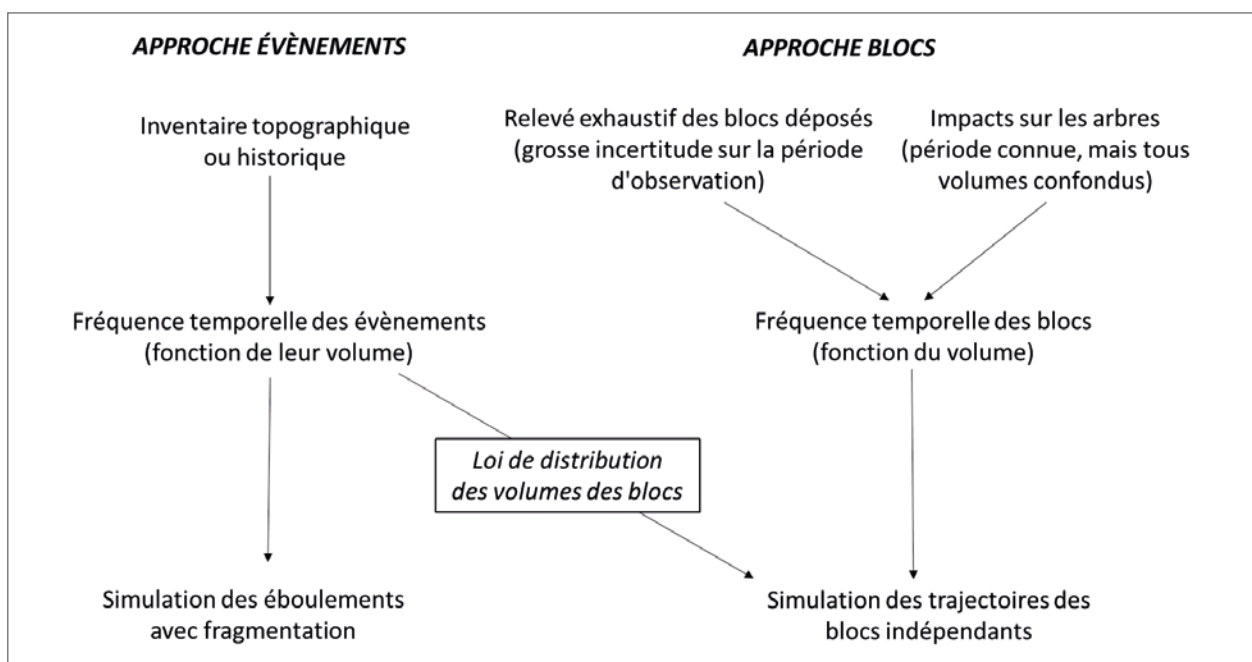 APPROCHE ÉVÈNEMENTS
APPROCHE BLOCS
Inventaire topographique
ou historique
Relevé exhaustif des blocs déposés
(grosse incertitude sur la période
d'observation)
Impacts sur les arbres
(période connue, mais tous
volumes confondus)
Fréquence temporelle des évènements
(fonction de leur volume)
Fréquence temporelle des blocs
(fonction du volume)
Loi de distribution
des volumes des blocs
Simulation des éboulements
avec fragmentation
Simulation des trajectoires des
blocs indépendants